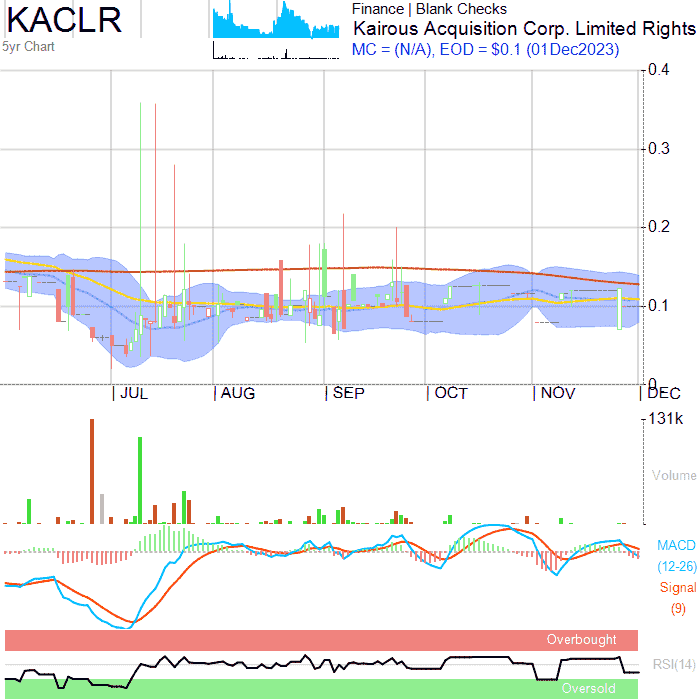 KACLR
5yr Chart
Finance | Blank Checks
Kairous Acquisition Corp. Limited Rights
MC = (N/A), EOD = $0.1 (01Dec2023)
0.4
0.3
0.2
0.1
0
JUL
AUG
SEP
OCT
NOV
DEC
131k
Volume
MACD
(12-26)
Signal
(9)
Overbought
RSI(14)
Oversold